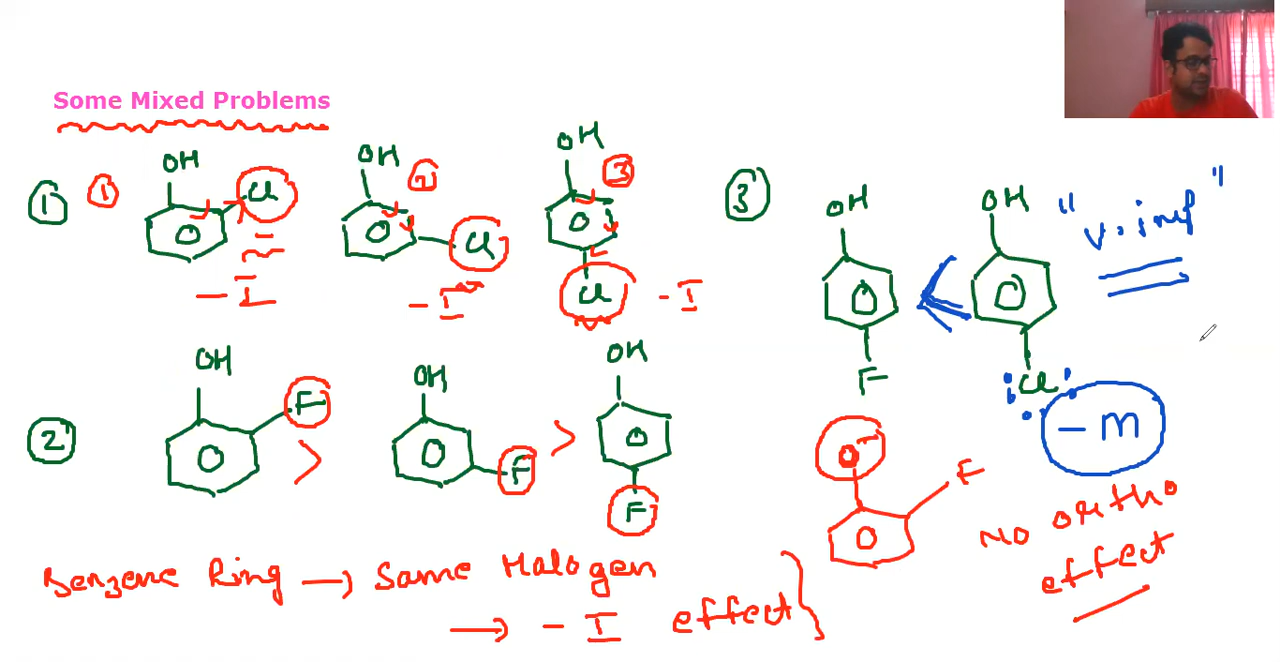 Some Mixed Problems
① ① OH Cl - I
OH ② Cl - I
OH ③ Cl - I
③ OH F < OH Cl "v. imp"
- M
② OH F > OH F > OH F
O⁻ F
No ortho
effect
Benzene Ring → Same Halogen
→ - I effect